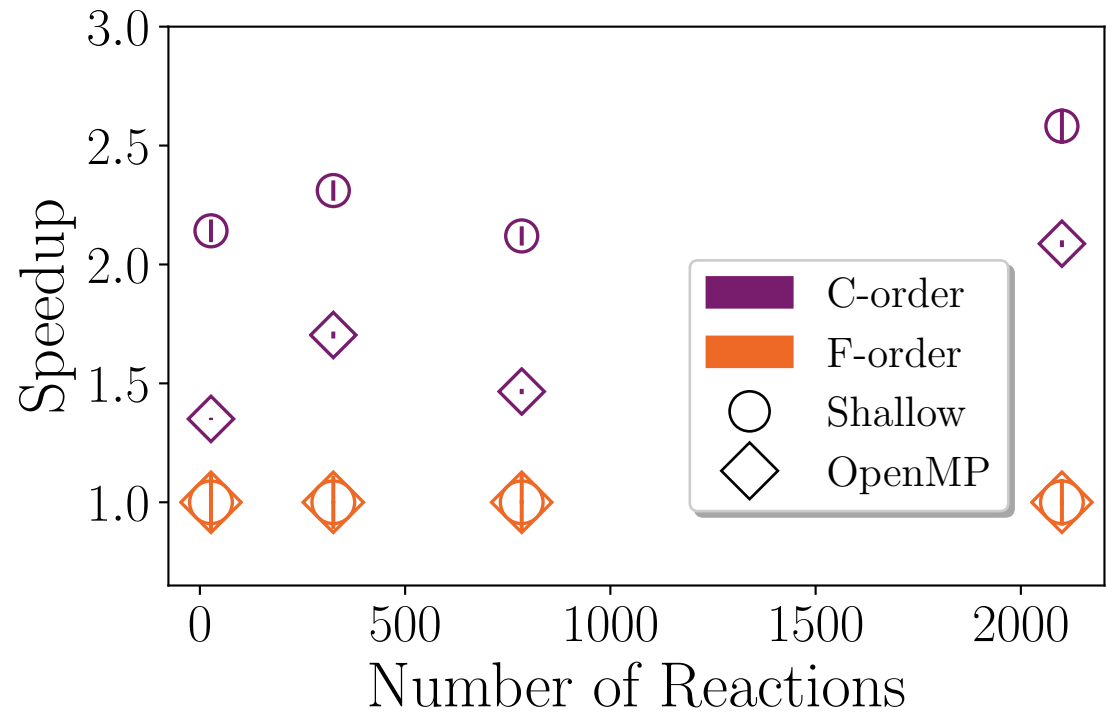 3.0
2.5
2.0
1.5
1.0
Speedup
C-order
F-order
Shallow
OpenMP
0 500 1000 1500 2000
Number of Reactions